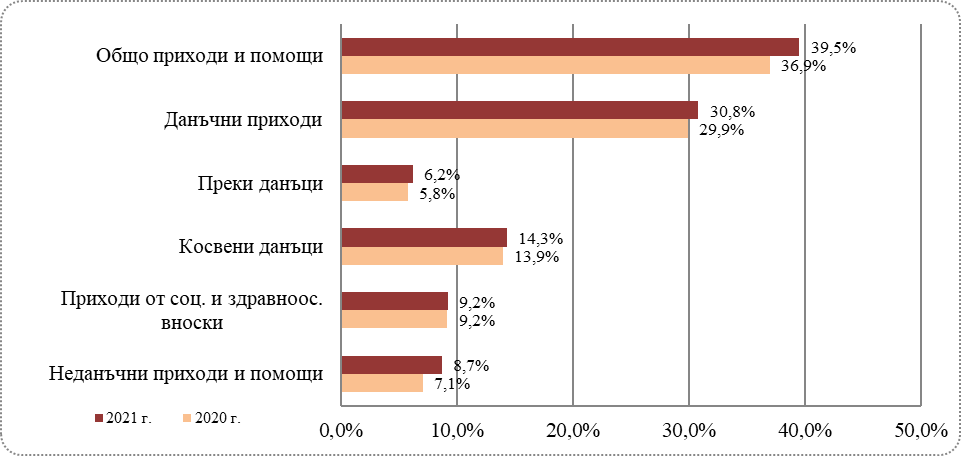 Общо приходи и помощи
39,5%
36,9%
Данъчни приходи
30,8%
29,9%
Преки данъци
6,2%
5,8%
Косвени данъци
14,3%
13,9%
Приходи от соц. и здравноос.
вноски
9,2%
9,2%
Неданъчни приходи и помощи
8,7%
7,1%
2021 г. 2020 г.
0,0% 10,0% 20,0% 30,0% 40,0% 50,0%